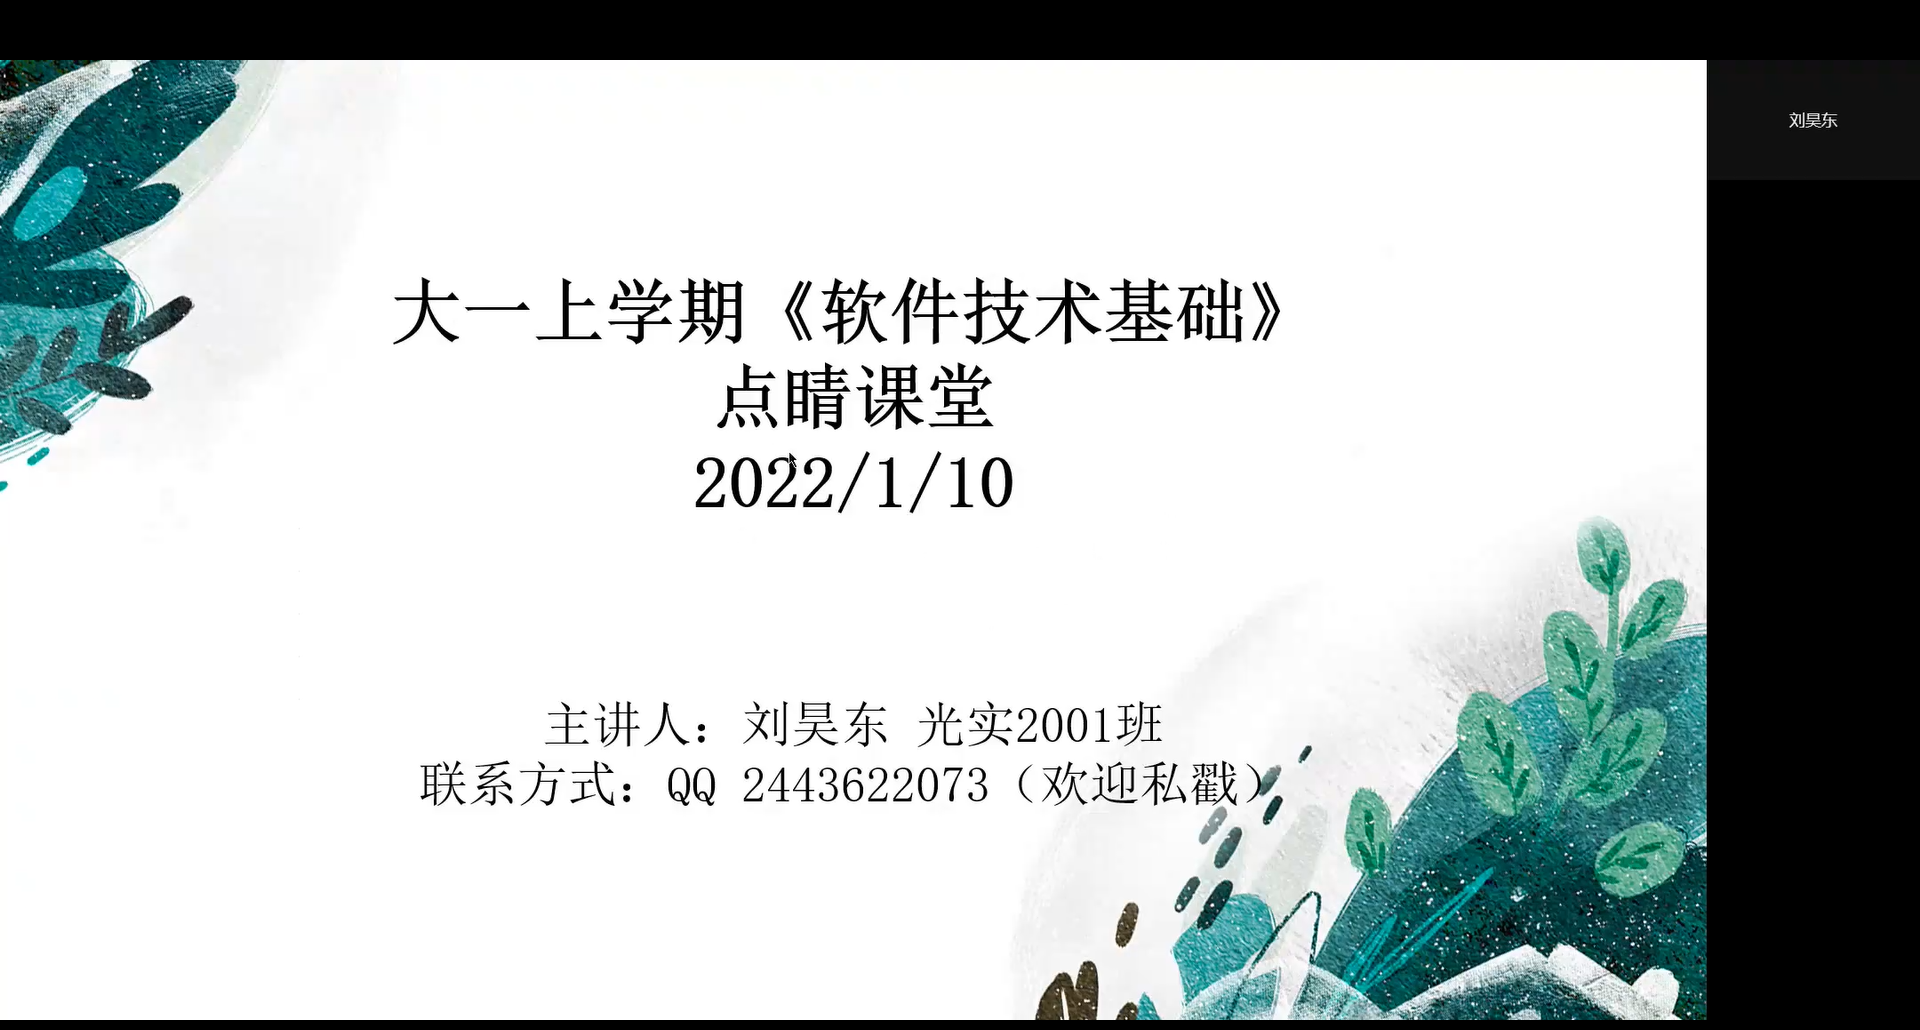 刘昊东
大一上学期《软件技术基础》
点睛课堂
2022/1/10
主讲人：刘昊东 光实2001班
联系方式：QQ 2443622073（欢迎私戳）